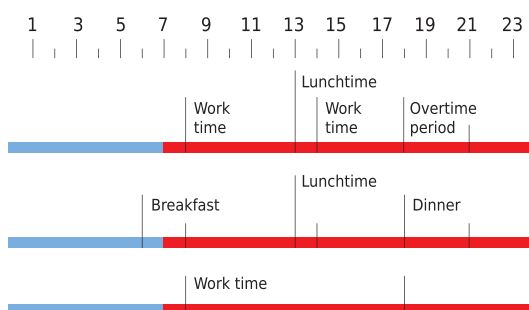 1 3 5 7 9 11 13 15 17 19 21 23
Lunchtime
Work Work Overtime
time time period
Lunchtime
Breakfast Dinner
Work time